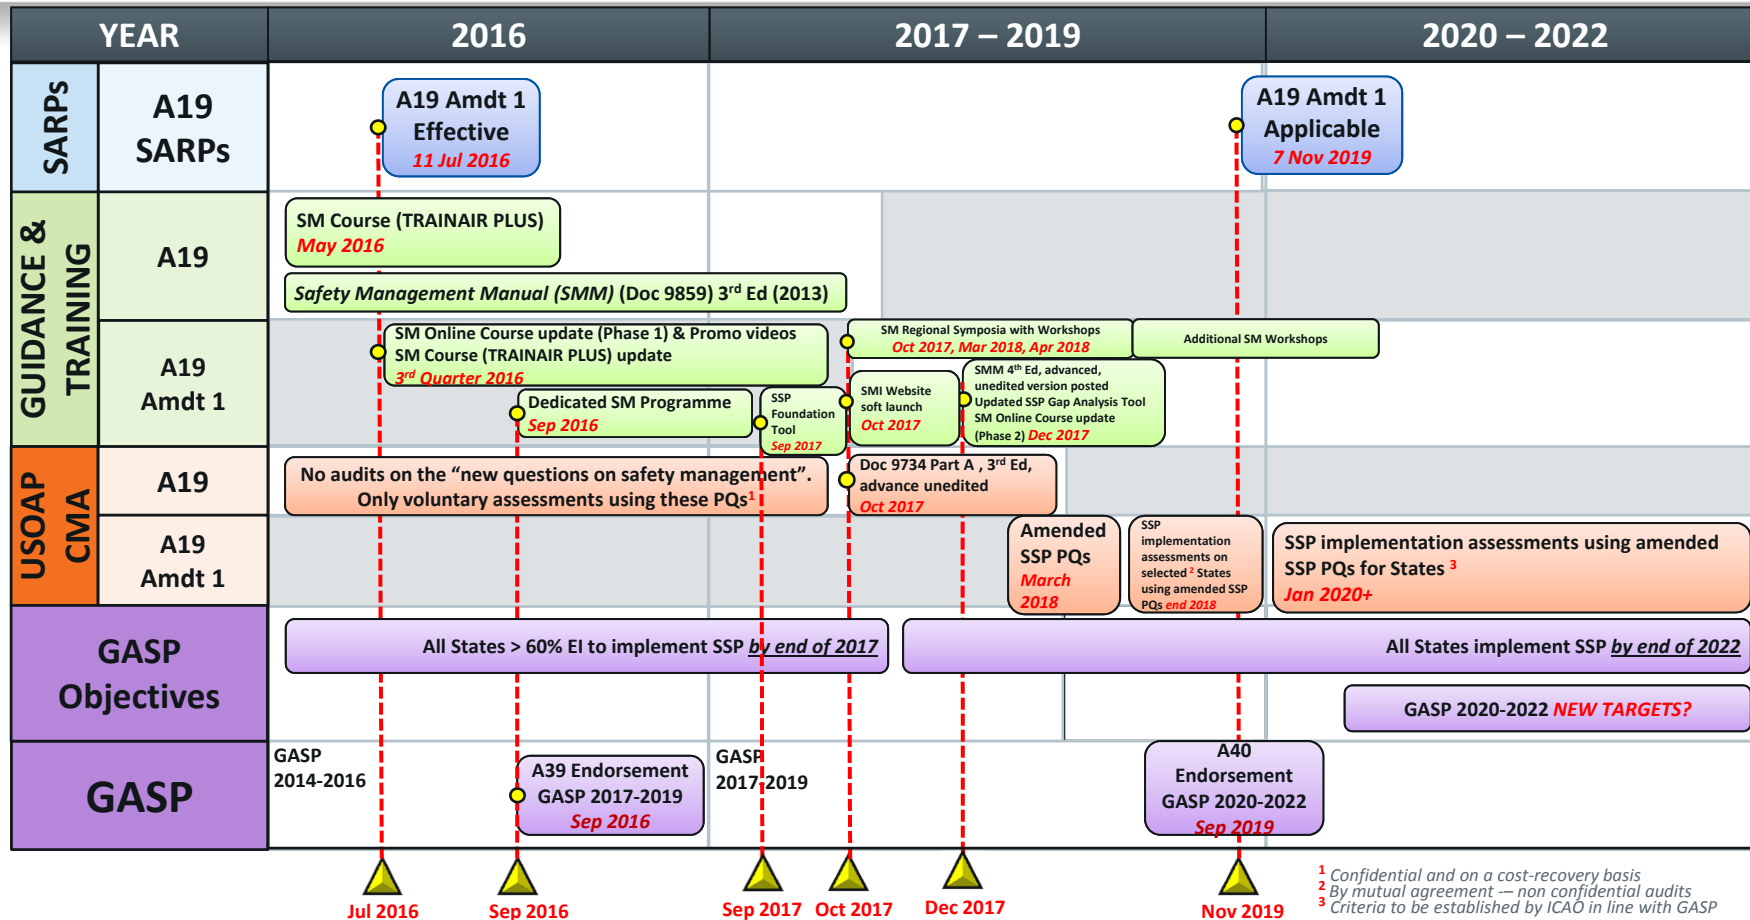 YEAR
2016
2017 – 2019
2020 – 2022
SARPs
A19
SARPs
A19 Amdt 1
Effective
11 Jul 2016
A19 Amdt 1
Applicable
7 Nov 2019
GUIDANCE &
TRAINING
A19
SM Course (TRAINAIR PLUS)
May 2016
Safety Management Manual (SMM) (Doc 9859) 3rd Ed (2013)
A19
Amdt 1
SM Online Course update (Phase 1) & Promo videos
SM Course (TRAINAIR PLUS) update
3rd Quarter 2016
Dedicated SM Programme
Sep 2016
SSP
Foundation
Tool
Sep 2017
SM Regional Symposia with Workshops
Oct 2017, Mar 2018, Apr 2018
Additional SM Workshops
SMI Website
soft launch
Oct 2017
SMM 4th Ed, advanced,
unedited version posted
Updated SSP Gap Analysis Tool
SM Online Course update
(Phase 2) Dec 2017
USOAP
CMA
A19
No audits on the “new questions on safety management”.
Only voluntary assessments using these PQs1
Doc 9734 Part A , 3rd Ed,
advance unedited
Oct 2017
A19
Amdt 1
Amended
SSP PQs
March
2018
SSP
implementation
assessments on
selected 2 States
using amended SSP
PQs end 2018
SSP implementation assessments using amended
SSP PQs for States 3
Jan 2020+
GASP
Objectives
All States > 60% EI to implement SSP by end of 2017
All States implement SSP by end of 2022
GASP 2020-2022 NEW TARGETS?
GASP
GASP
2014-2016
A39 Endorsement
GASP 2017-2019
Sep 2016
GASP
2017-2019
A40
Endorsement
GASP 2020-2022
Sep 2019
Jul 2016
Sep 2016
Sep 2017
Oct 2017
Dec 2017
Nov 2019
1 Confidential and on a cost-recovery basis
2 By mutual agreement -– non confidential audits
3 Criteria to be established by ICAO in line with GASP